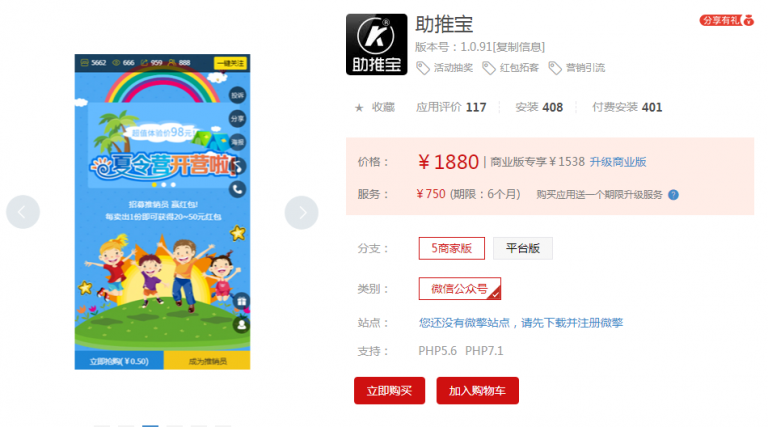 5662 666 959 888 一键关注
投诉
分享
海报
超值体验价98元!
夏令营开营啦
招募推销员 赢红包!
每卖出1份即可获得20~50元红包
立即抢购(￥0.50) 成为推销员
助推宝
助推宝
分享有礼
版本号：1.0.91[复制信息]
活动抽奖 红包拓客 营销引流
★ 收藏 应用评价 117 安装 408 付费安装 401
价格： ￥1880 | 商业版专享￥1538 升级商业版
服务： ￥750 (期限：6个月) 购买应用送一个期限升级服务 ?
分支： 5商家版 平台版
类别： 微信公众号
站点： 您还没有微擎站点，请先下载并注册微擎
支持： PHP5.6 PHP7.1
立即购买 加入购物车